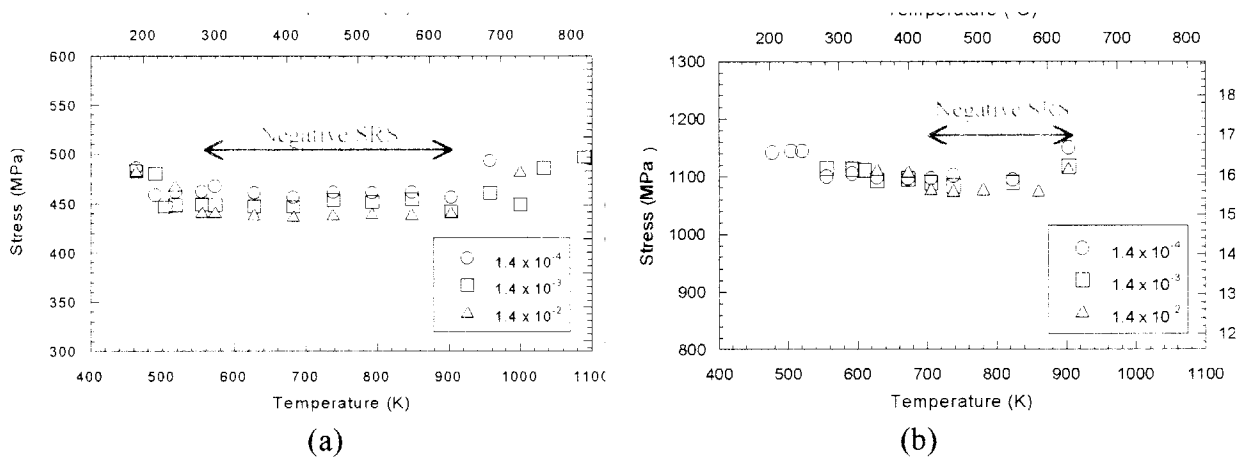 Temperature (°C)
200 300 400 500 600 700 800
600
550
500
450
400
350
300
Stress (MPa)
Negative SRS
1.4 x 10-4
1.4 x 10-3
1.4 x 10-2
400 500 600 700 800 900 1000 1100
Temperature (K)
(a)
Temperature (°C)
200 300 400 500 600 700 800
1300
1200
1100
1000
900
800
Stress (MPa)
Negative SRS
1.4 x 10-4
1.4 x 10-3
1.4 x 10-2
18
17
16
15
14
13
12
400 500 600 700 800 900 1000 1100
Temperature (K)
(b)